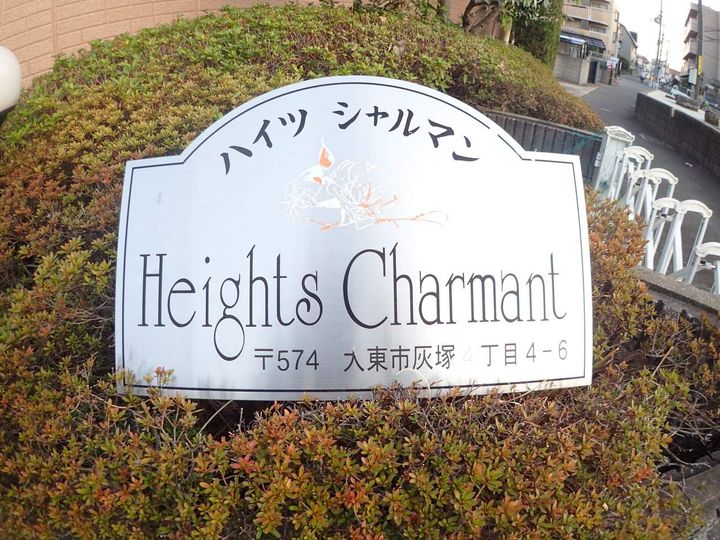 ハイツ シャルマン
Heights Charmant
〒574 入東市灰塚4丁目4-6